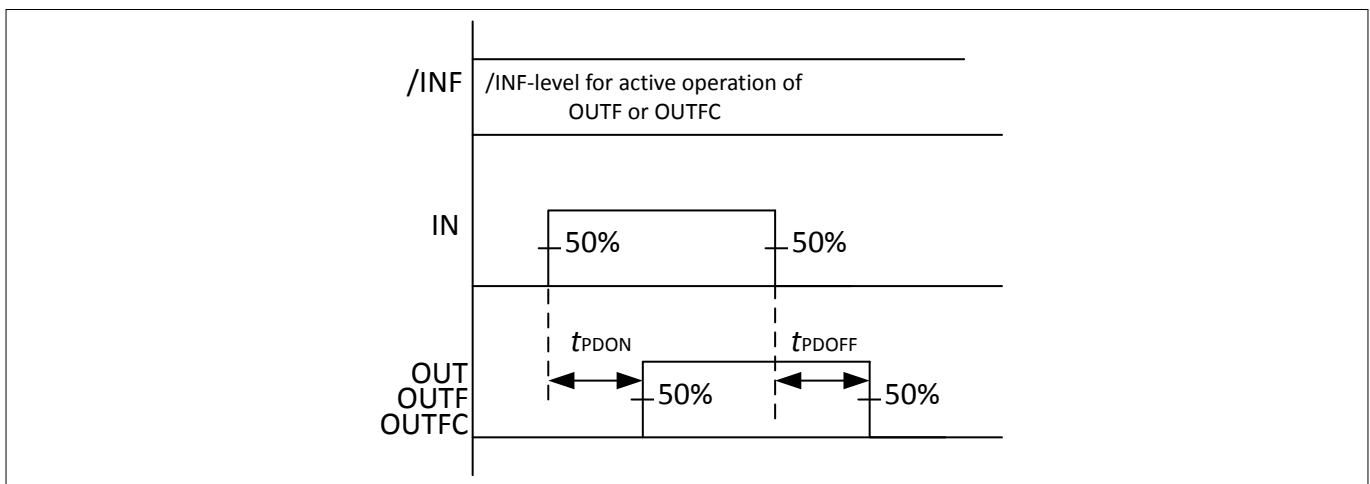 /INF
/INF-level for active operation of
OUTF or OUTFC
IN
50%
50%
tPDON
tPDOFF
OUT
OUTF
OUTFC
50%
50%